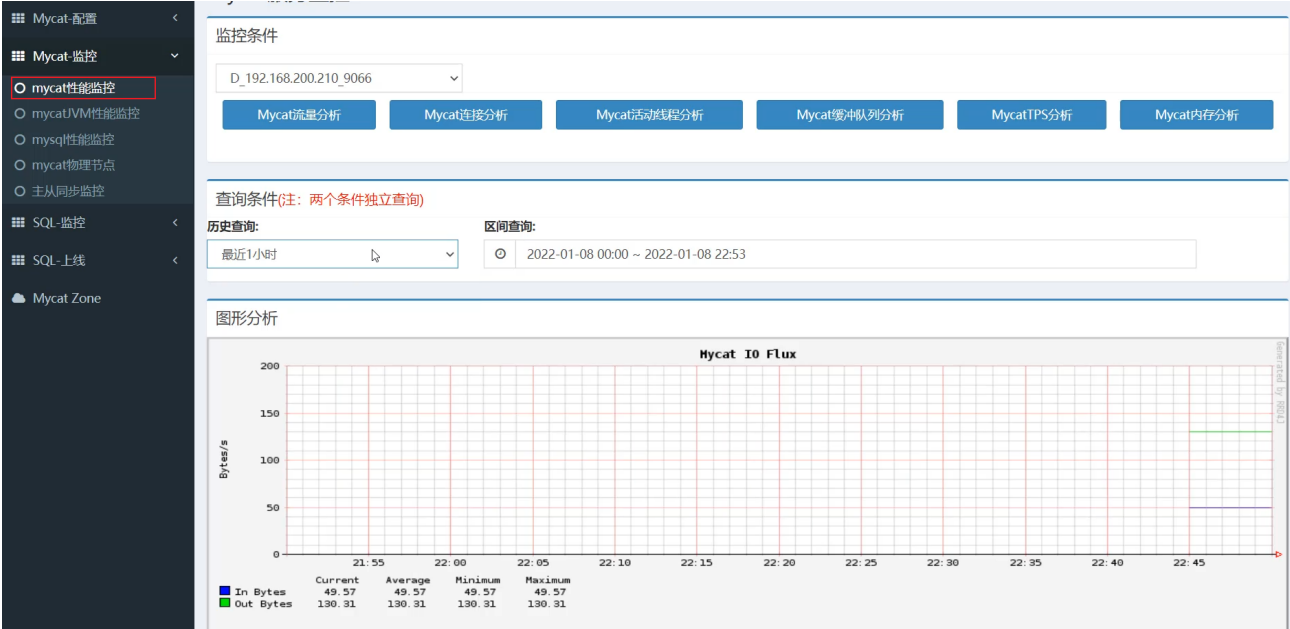 Mycat-配置
Mycat-监控
mycat性能监控
mycatJVM性能监控
mysql性能监控
mycat物理节点
主从同步监控
SQL-监控
SQL-上线
Mycat Zone
监控条件
D_192.168.200.210_9066
Mycat流量分析 Mycat连接分析 Mycat活动线程分析 Mycat缓冲队列分析 MycatTPS分析 Mycat内存分析
查询条件(注：两个条件独立查询)
历史查询: 区间查询:
最近1小时 2022-01-08 00:00 ~ 2022-01-08 22:53
图形分析
Mycat IO Flux
Generated by RRD4J
Bytes/s
200
150
100
50
0
21:55 22:00 22:05 22:10 22:15 22:20 22:25 22:30 22:35 22:40 22:45
Current Average Minimum Maximum
In Bytes 49.57 49.57 49.57 49.57
Out Bytes 130.31 130.31 130.31 130.31